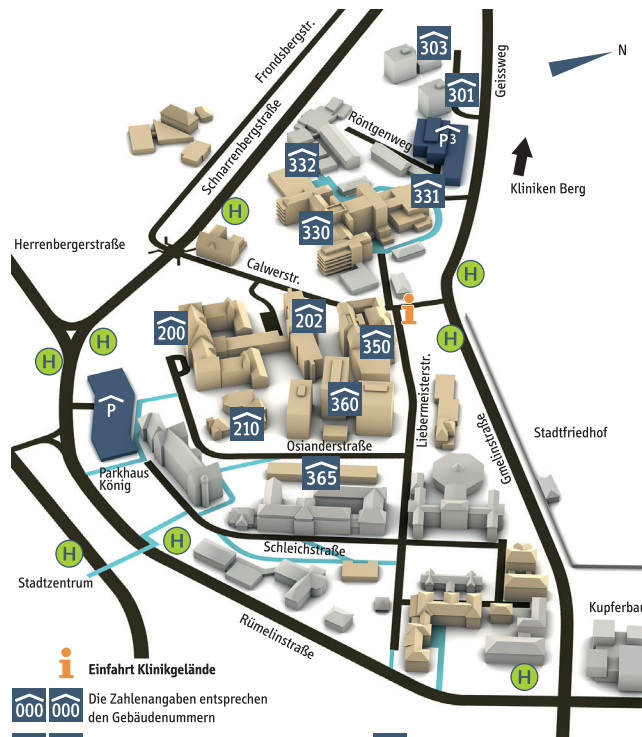 303
Frondsbergstr.
Geissweg
N
301
Schnarrenbergstraße
Röntgenweg
P3
332
331
Kliniken Berg
H
330
Herrenbergerstraße
Calwerstr.
H
i
200
202
350
H
H
H
Liebermeisterstr.
P
360
210
Gmelinstraße
Osianderstraße
Stadtfriedhof
Parkhaus
König
365
H
H
Schleichstraße
Stadtzentrum
Rümelinstraße
Kupferbau
H
i Einfahrt Klinikgelände
000 000 Die Zahlenangaben entsprechen
den Gebäudenummern